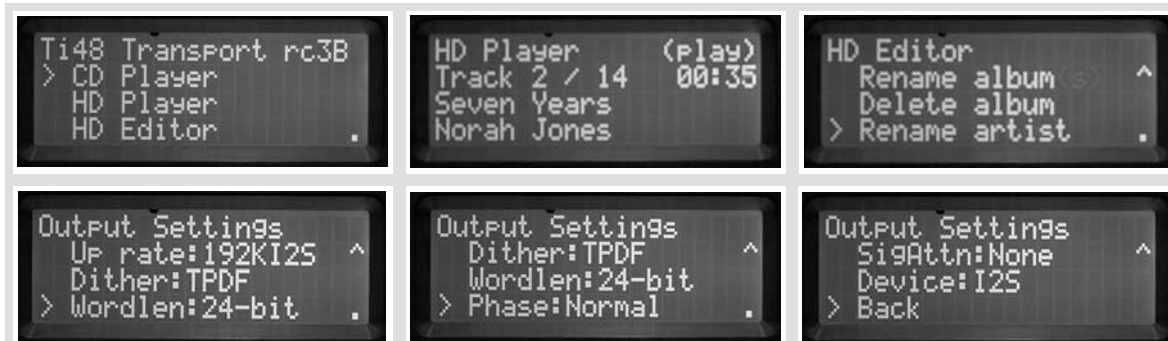 Ti48 Transport rc3B
> CD Player
HD Player
HD Editor
HD Player (play)
Track 2 / 14 00:35
Seven Years
Norah Jones
HD Editor
Rename album(s) ^
Delete album
> Rename artist
Output Settings
Up rate:192KI2S ^
Dither:TPDF
> Wordlen:24-bit
Output Settings
Dither:TPDF ^
Wordlen:24-bit
> Phase:Normal
Output Settings
SigAttn:None ^
Device:I2S
> Back